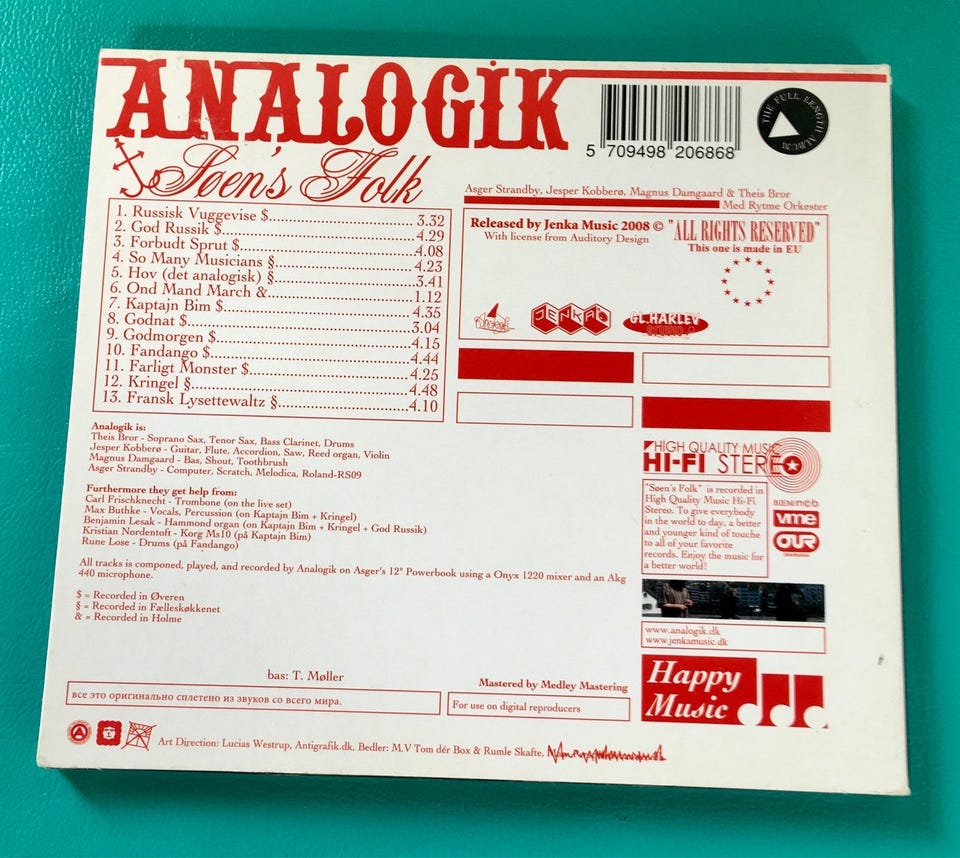 ANALOGIK
Søen's Folk
5 709498 206868
THE FULL LENGTH ALBUM
Asger Strandby, Jesper Kobberø, Magnus Damgaard & Theis Bror
Med Rytme Orkester
1. Russisk Vuggevise $ 3.32
2. God Russik $ 4.29
3. Forbudt Sprut $ 4.08
4. So Many Musicians § 4.23
5. Hov (det analogisk) § 3.41
6. Ond Mand March & 1.12
7. Kaptajn Bim $ 4.35
8. Godnat $ 3.04
9. Godmorgen $ 4.15
10. Fandango $ 4.44
11. Farligt Monster $ 4.25
12. Kringel § 4.48
13. Fransk Lysettewaltz § 4.10
Released by Jenka Music 2008 © "ALL RIGHTS RESERVED"
With license from Auditory Design
This one is made in EU
JENKA
GL. HARLEV
Analogik is:
Theis Bror - Soprano Sax, Tenor Sax, Bass Clarinet, Drums
Jesper Kobberø - Guitar, Flute, Accordion, Saw, Reed organ, Violin
Magnus Damgaard - Bas, Shout, Toothbrush
Asger Strandby - Computer, Scratch, Melodica, Roland-RS09
Furthermore they get help from:
Carl Frischknecht - Trombone (on the live set)
Max Buthke - Vocals, Percussion (on Kaptajn Bim + Kringel)
Benjamin Lesak - Hammond organ (on Kaptajn Bim + Kringel + God Russik)
Kristian Nordentoft - Korg Ms10 (på Kaptajn Bim)
Rune Lose - Drums (på Fandango)
All tracks is componed, played, and recorded by Analogik on Asger's 12" Powerbook using a Onyx 1220 mixer and an Akg
440 microphone.
$ = Recorded in Øveren
§ = Recorded in Fælleskøkkenet
& = Recorded in Holme
HIGH QUALITY MUSIC
HI-FI STEREO
"Søen's Folk" is recorded in
High Quality Music Hi-Fi
Stereo. To give everybody
in the world to day, a better
and younger kind of touche
to all of your favorite
records. Enjoy the music for
a better world!
BIEM/ncb
vme
OUR
www.analogik.dk
www.jenkamusic.dk
Happy
Music
bas: T. Møller
Mastered by Medley Mastering
все это оригинально сплетено из звуков со всего мира.
For use on digital reproducers
Art Direction: Lucias Westrup, Antigrafik.dk, Bedler: M.V Tom dér Box & Rumle Skafte,